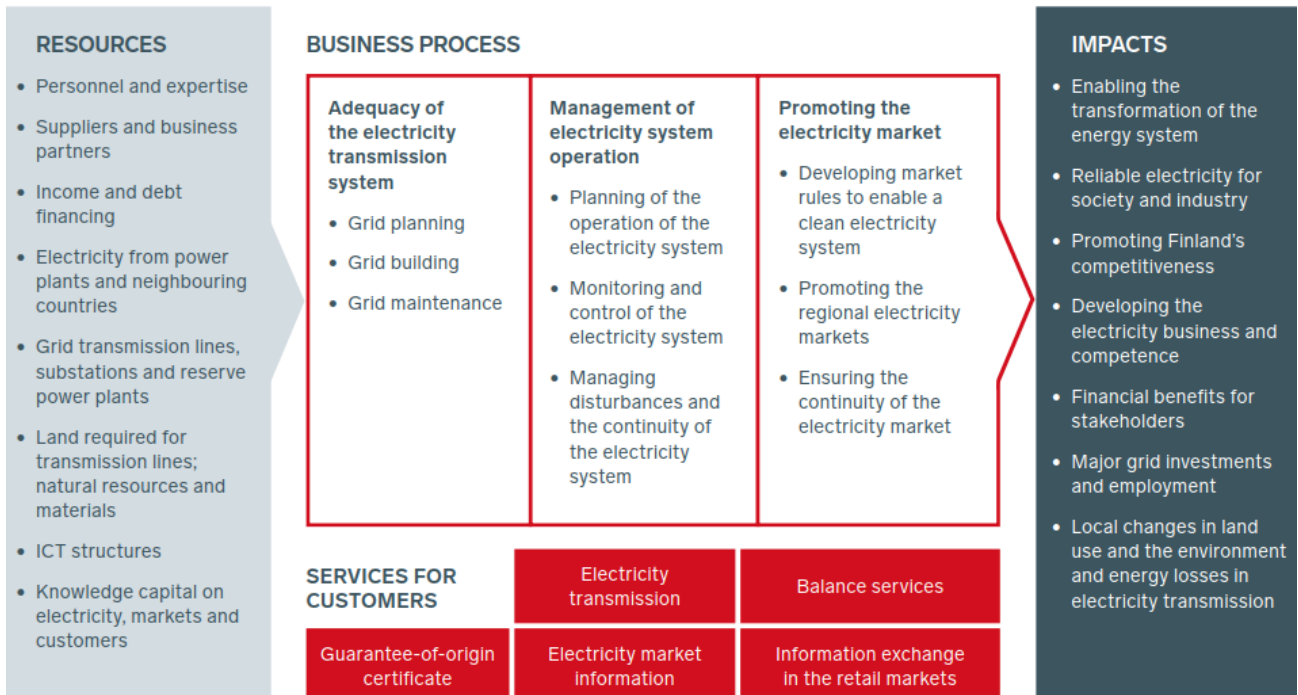 RESOURCES
• Personnel and expertise
• Suppliers and business
partners
• Income and debt
financing
• Electricity from power
plants and neighbouring
countries
• Grid transmission lines,
substations and reserve
power plants
• Land required for
transmission lines;
natural resources and
materials
• ICT structures
• Knowledge capital on
electricity, markets and
customers
BUSINESS PROCESS
Adequacy of
the electricity
transmission
system
• Grid planning
• Grid building
• Grid maintenance
Management of
electricity system
operation
• Planning of the
operation of the
electricity system
• Monitoring and
control of the
electricity system
• Managing
disturbances and
the continuity of
the electricity
system
Promoting the
electricity market
• Developing market
rules to enable a
clean electricity
system
• Promoting the
regional electricity
markets
• Ensuring the
continuity of the
electricity market
SERVICES FOR
CUSTOMERS
Electricity
transmission
Balance services
Guarantee-of-origin
certificate
Electricity market
information
Information exchange
in the retail markets
IMPACTS
• Enabling the
transformation of the
energy system
• Reliable electricity for
society and industry
• Promoting Finland's
competitiveness
• Developing the
electricity business and
competence
• Financial benefits for
stakeholders
• Major grid investments
and employment
• Local changes in land
use and the environment
and energy losses in
electricity transmission